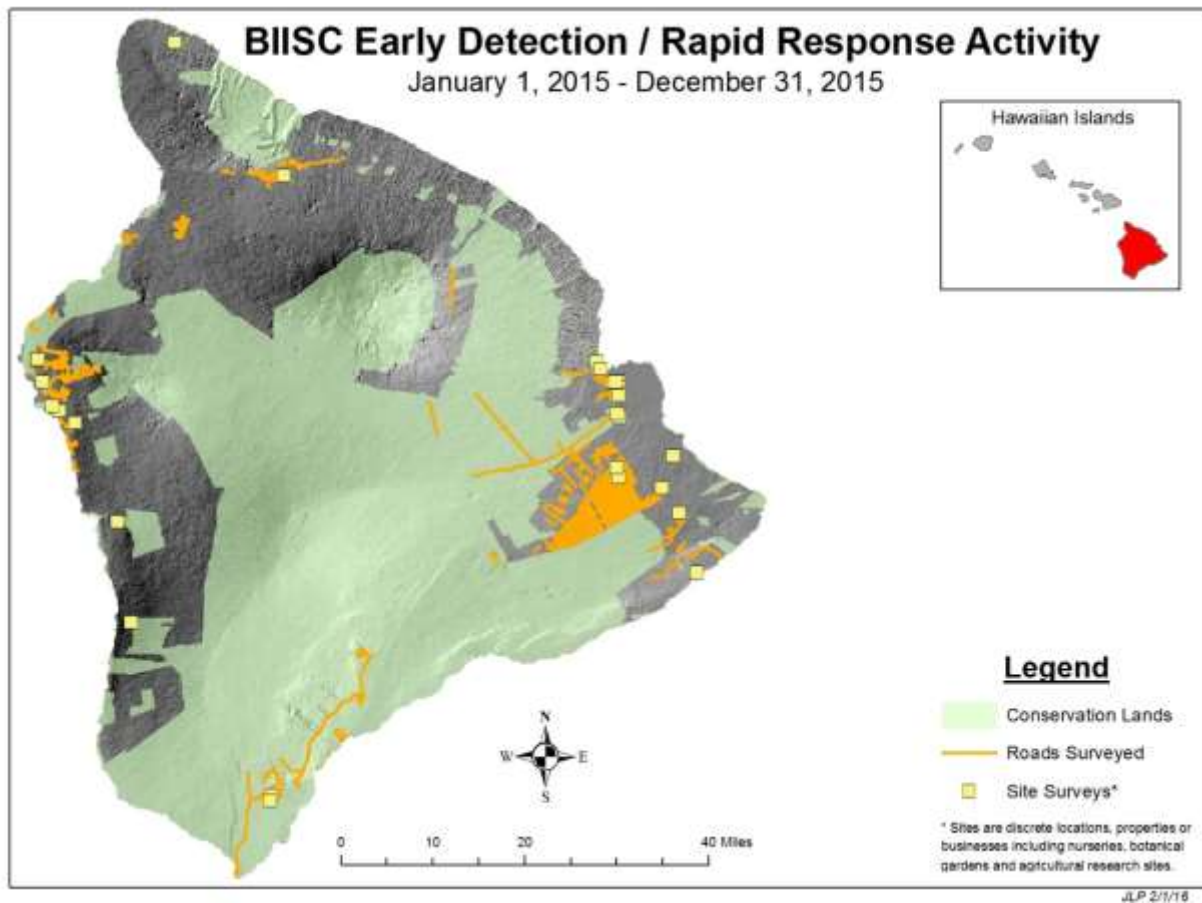 BIISC Early Detection / Rapid Response Activity
January 1, 2015 - December 31, 2015
Hawaiian Islands
N
W E
S
0 10 20 40 Miles
Legend
Conservation Lands
Roads Surveyed
Site Surveys*
* Sites are discrete locations, properties or
businesses including nurseries, botanical
gardens and agricultural research sites.
JLP 2/1/16